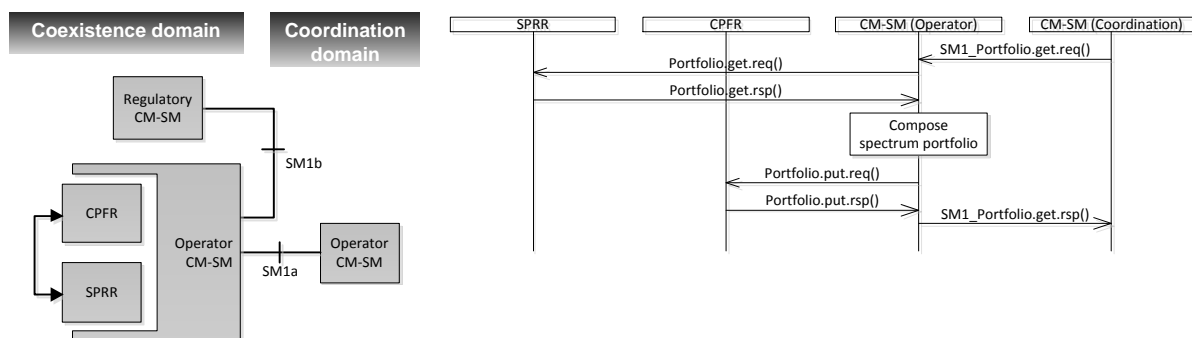 Coexistence domain
Coordination
domain
Regulatory
CM-SM
SM1b
CPFR
Operator
CM-SM
SM1a
Operator
CM-SM
SPRR
SPRR
CPFR
CM-SM (Operator)
CM-SM (Coordination)
SM1_Portfolio.get.req()
Portfolio.get.req()
Portfolio.get.rsp()
Compose
spectrum portfolio
Portfolio.put.req()
Portfolio.put.rsp()
SM1_Portfolio.get.rsp()